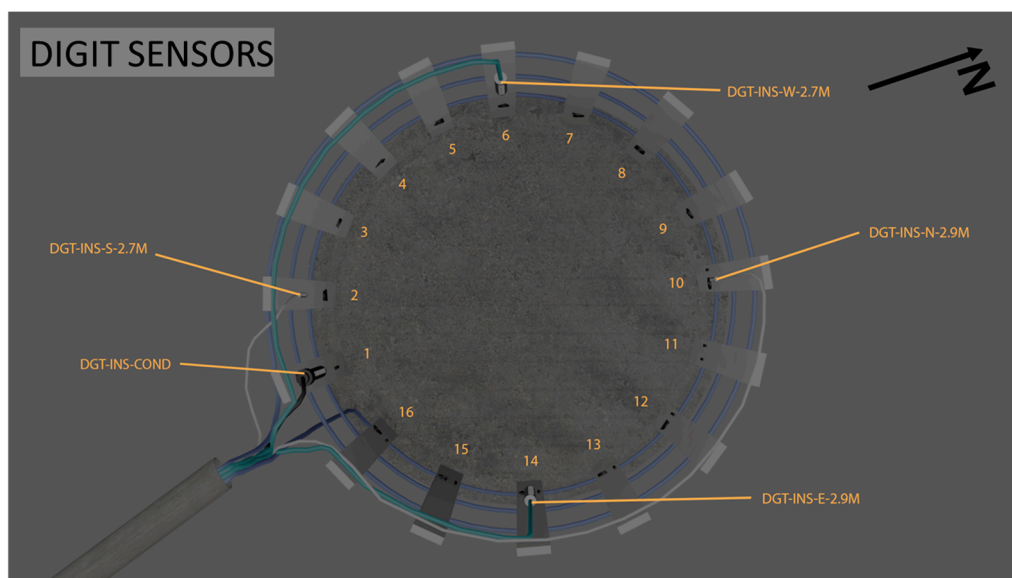 DIGIT SENSORS
N
DGT-INS-W-2.7M
6
5
7
8
4
9
3
DGT-INS-N-2.9M
DGT-INS-S-2.7M
10
2
11
1
DGT-INS-COND
12
16
13
15
14
DGT-INS-E-2.9M